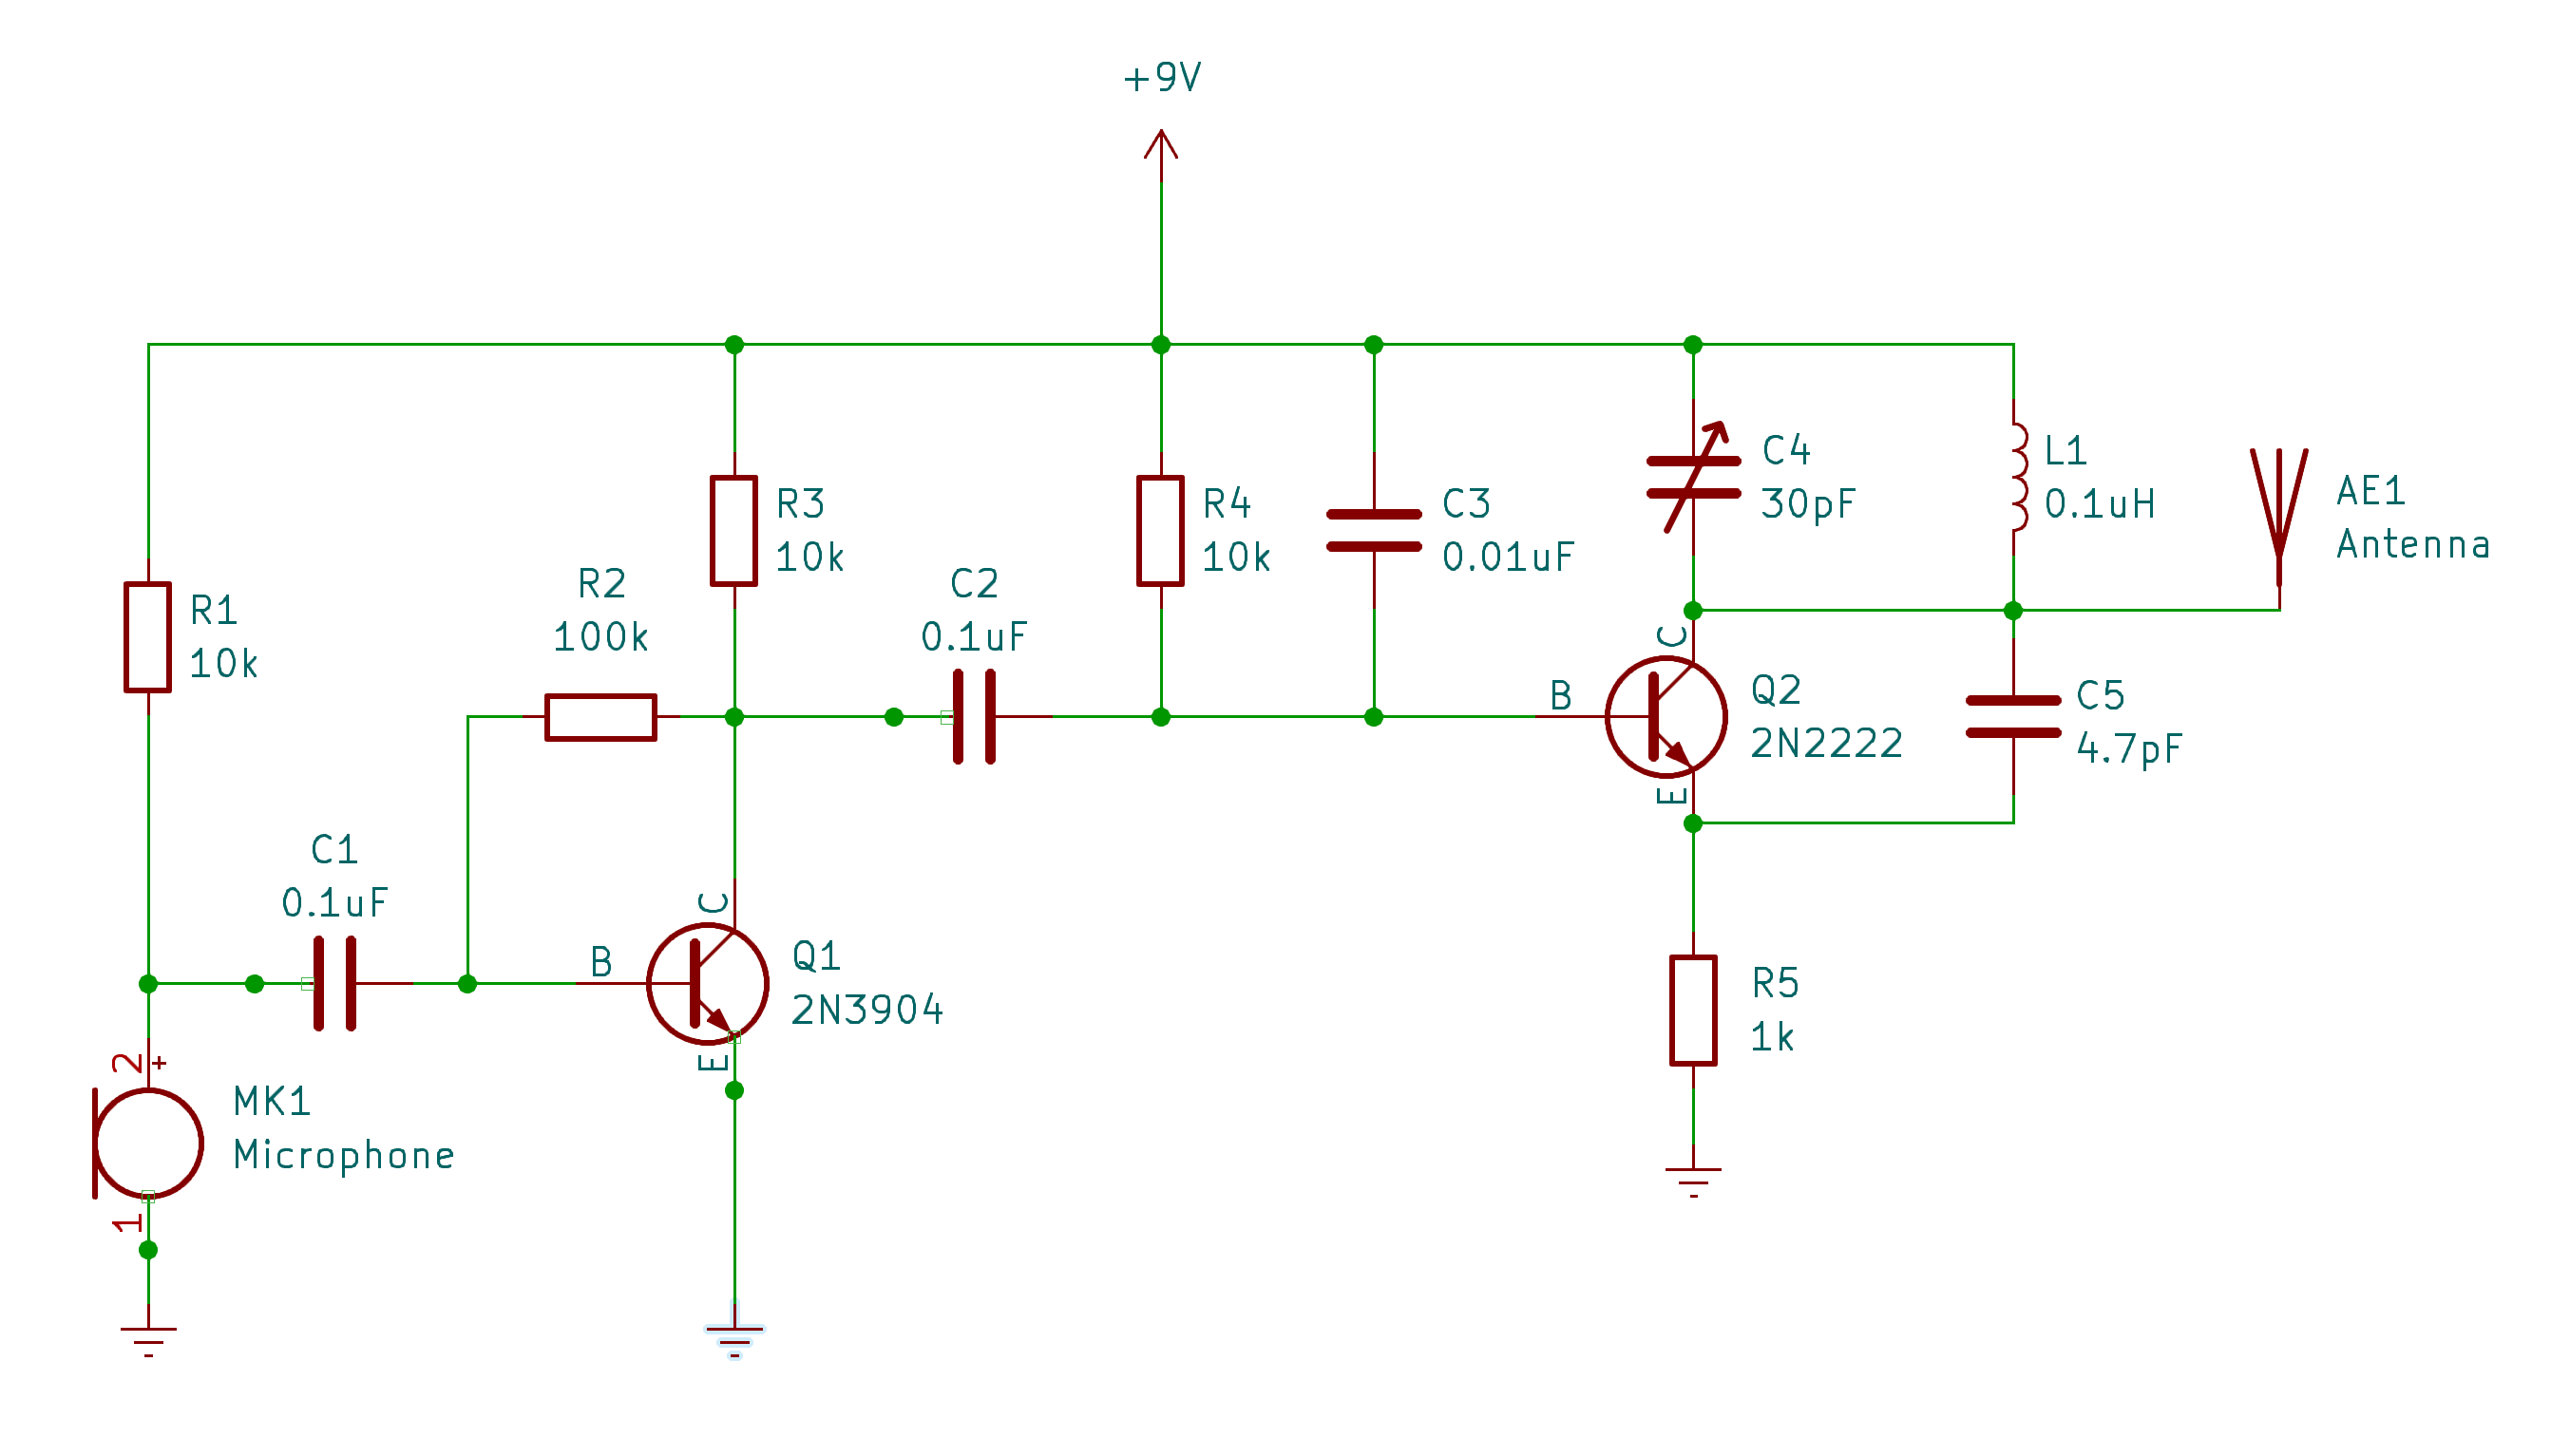 +9V
R1
10k
R2
100k
R3
10k
C2
0.1uF
R4
10k
C3
0.01uF
C4
30pF
L1
0.1uH
AE1
Antenna
C
B
E
Q2
2N2222
C5
4.7pF
C1
0.1uF
C
B
E
Q1
2N3904
R5
1k
2
+
MK1
Microphone
1